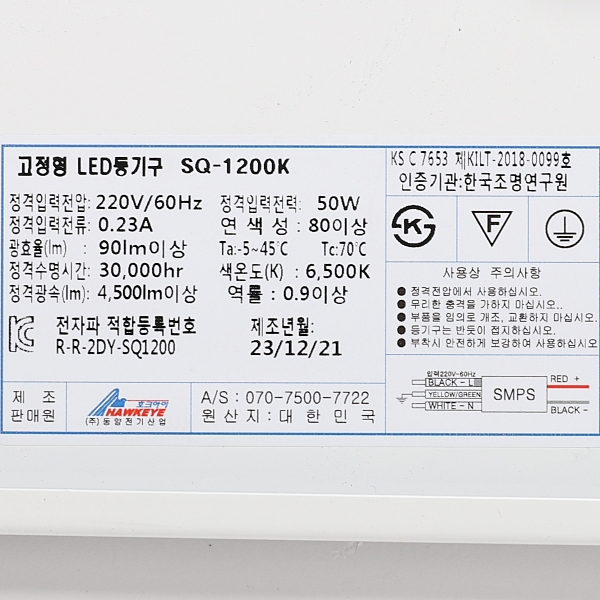 고정형 LED등기구 SQ-1200K
정격입력전압: 220V/60Hz 정격입력전력: 50W
정격입력전류: 0.23A 연 색 성: 80이상
광효율(lm): 90lm이상 Ta:-5~45℃ Tc:70℃
정격수명시간: 30,000hr 색온도(K): 6,500K
정격광속(lm): 4,500lm이상 역률: 0.9이상
전자파 적합등록번호 제조년월:
R-R-2DY-SQ1200 23/12/21
KS C 7653 제KILT-2018-0099호
인증기관:한국조명연구원
F
사용상 주의사항
● 정격전압에서 사용하십시오.
● 무리한 충격을 가하지 마십시오..
● 부품을 임의로 개조, 교환하지 마십시오.
● 등기구는 반듯이 접지하십시오.
● 부착시 안전하게 보강하여 사용하십시오.
제 조
판매원
호크아이
HAWKEYE
(주)동양전기산업
A/S : 070-7500-7722
원산지: 대한민국
입력220V~60Hz
BLACK - L
YELLOW/GREEN
WHITE - N
SMPS
RED +
BLACK -